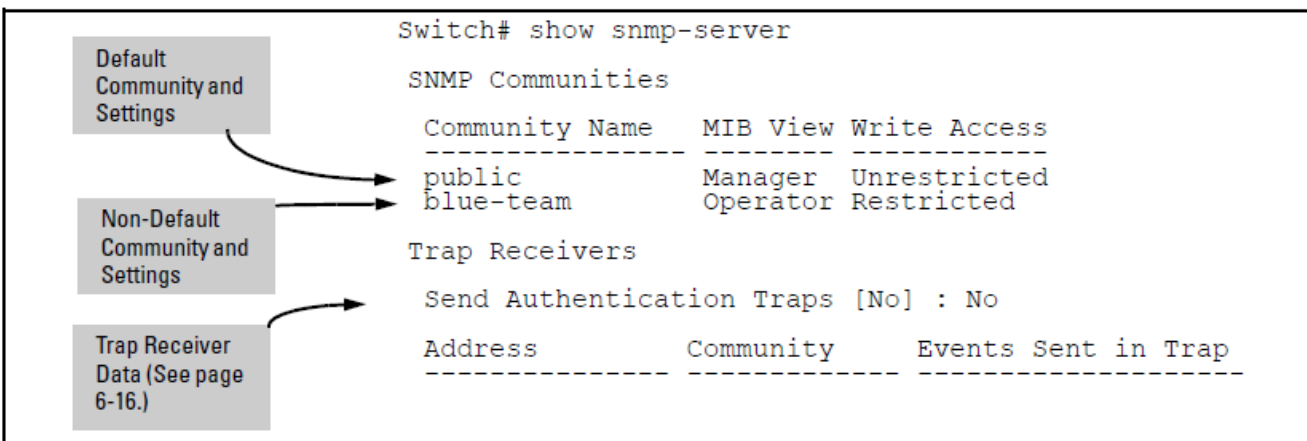 Default
Community and
Settings
Non-Default
Community and
Settings
Trap Receiver
Data (See page
6-16.)
Switch# show snmp-server
SNMP Communities
Community Name MIB View Write Access
---------------- -------- ------------
public Manager Unrestricted
blue-team Operator Restricted
Trap Receivers
Send Authentication Traps [No] : No
Address Community Events Sent in Trap
--------------- ------------- --------------------